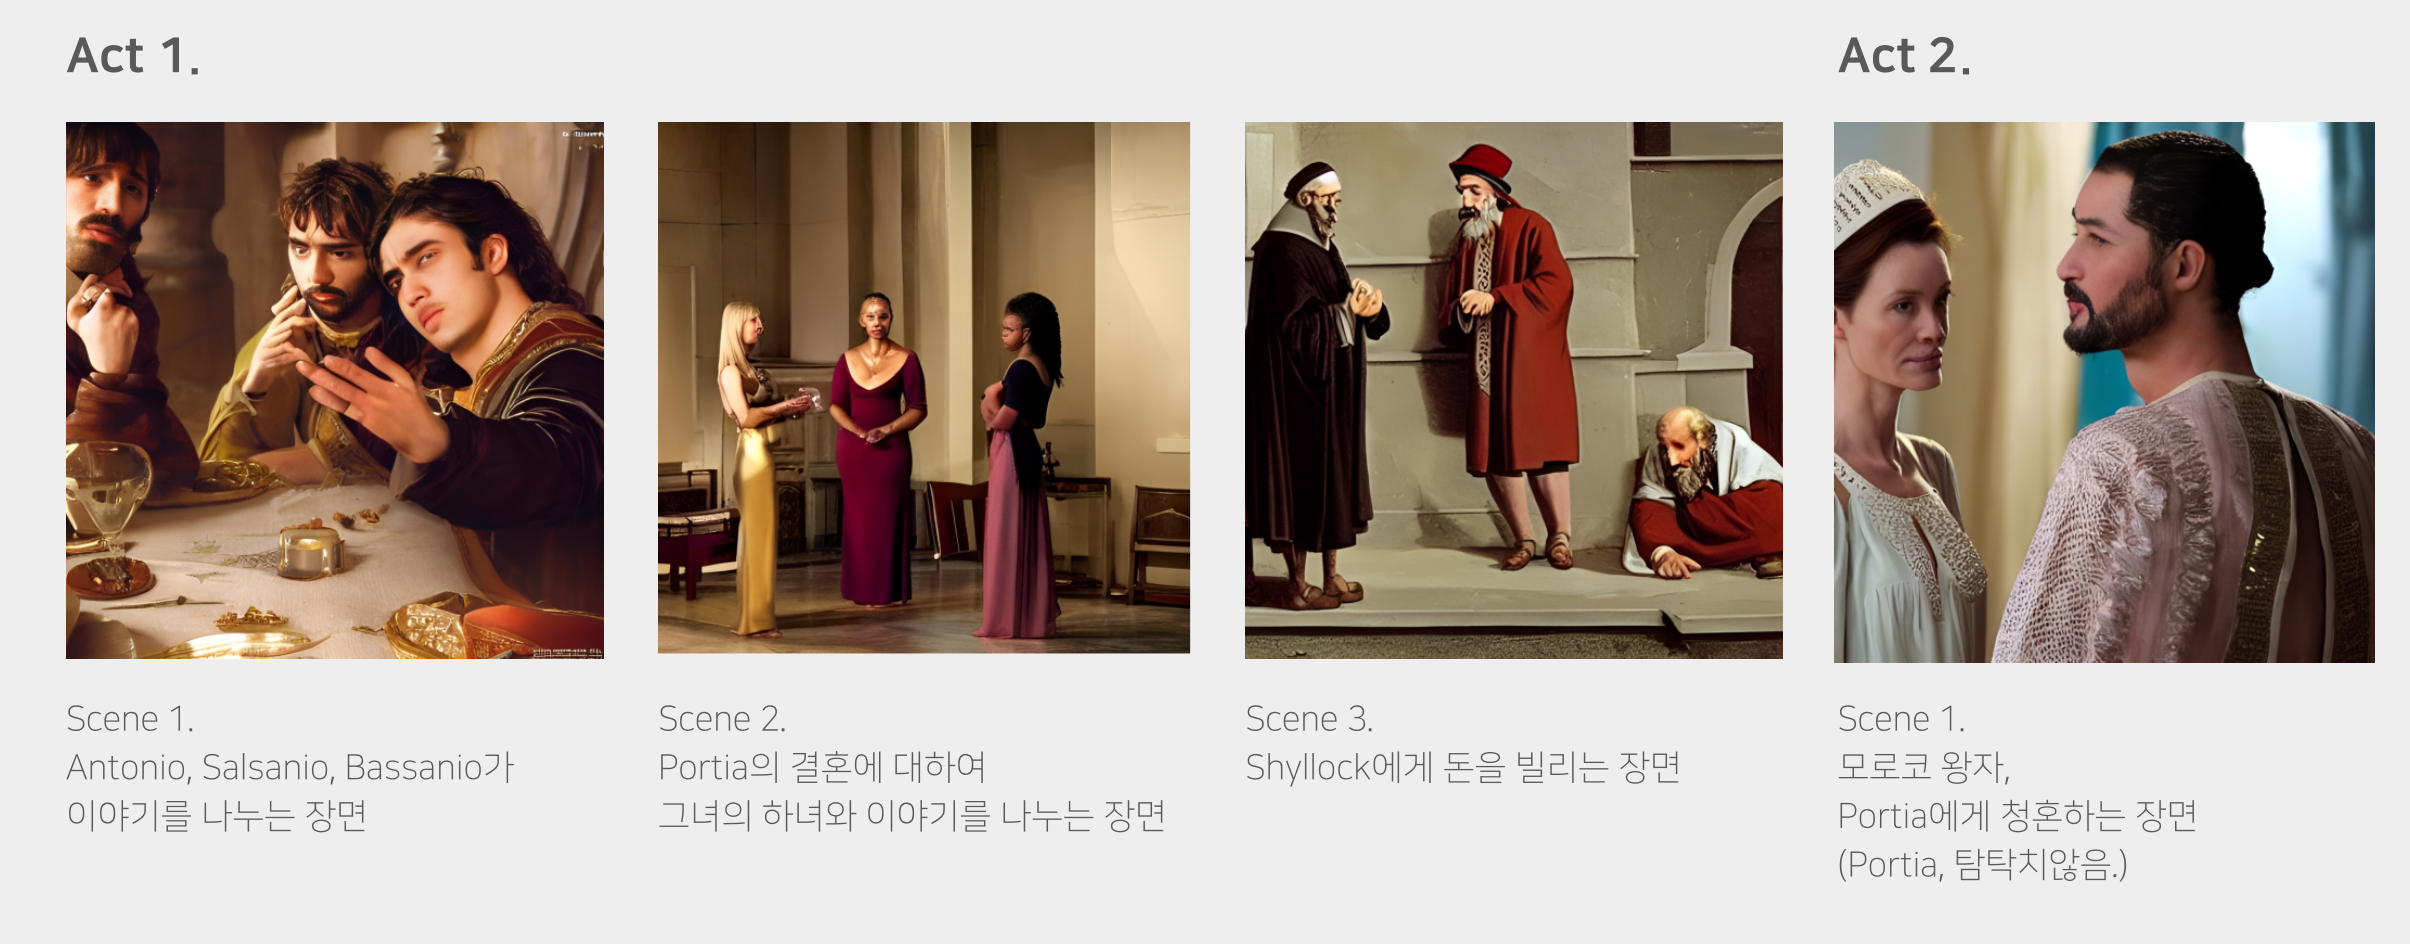 Act 1.
Act 2.
Scene 1.
Antonio, Salsanio, Bassanio가
이야기를 나누는 장면
Scene 2.
Portia의 결혼에 대하여
그녀의 하녀와 이야기를 나누는 장면
Scene 3.
Shyllock에게 돈을 빌리는 장면
Scene 1.
모로코 왕자,
Portia에게 청혼하는 장면
(Portia, 탐탁치않음.)